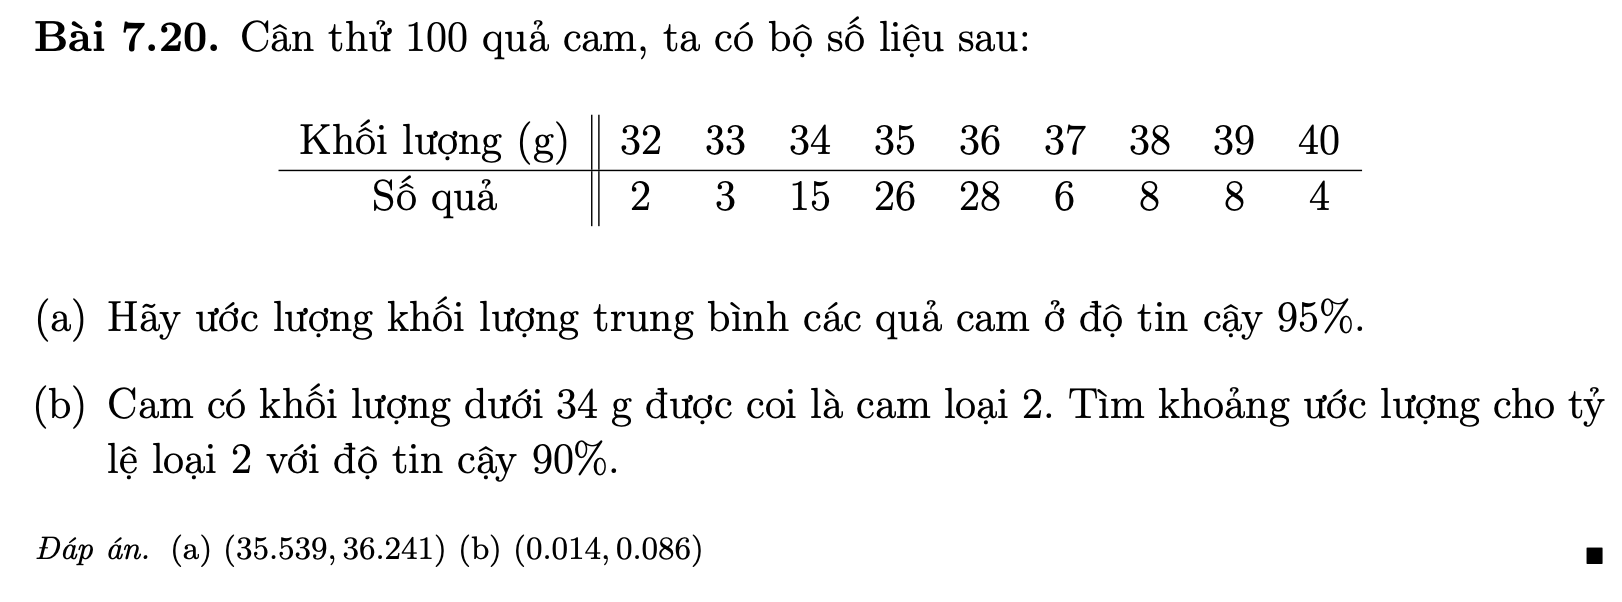 Bài 7.20. Cân thử 100 quả cam, ta có bộ số liệu sau:
Khối lượng (g) 32 33 34 35 36 37 38 39 40
Số quả 2 3 15 26 28 6 8 8 4
(a) Hãy ước lượng khối lượng trung bình các quả cam ở độ tin cậy 95%.
(b) Cam có khối lượng dưới 34 g được coi là cam loại 2. Tìm khoảng ước lượng cho tỷ
lệ loại 2 với độ tin cậy 90%.
Đáp án. (a) (35.539, 36.241) (b) (0.014, 0.086)